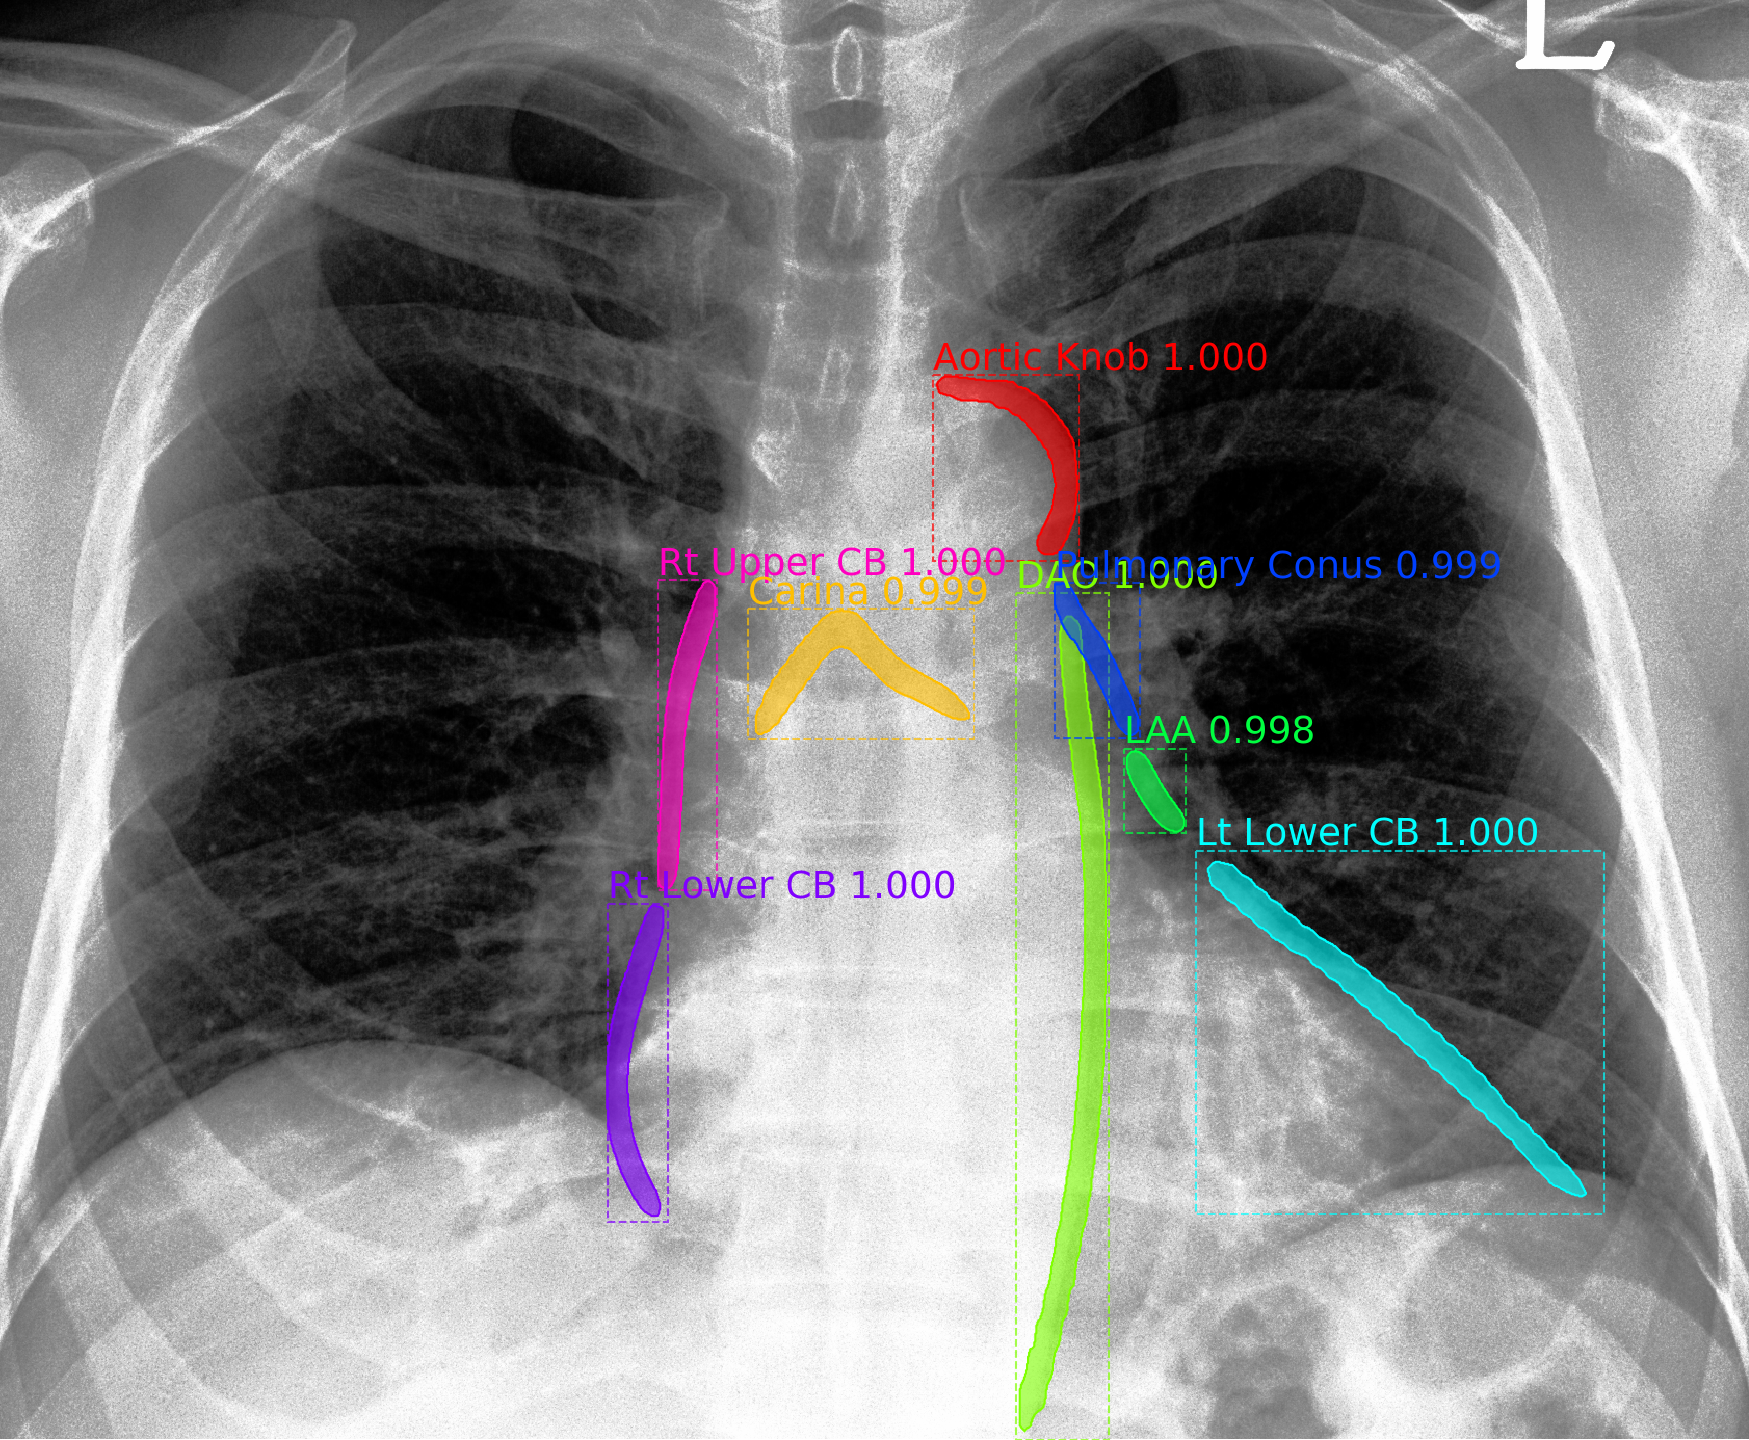 L
Aortic Knob 1.000
Rt Upper CB 1.000
Pulmonary Conus 0.999
DAO 1.000
Carina 0.999
LAA 0.998
Lt Lower CB 1.000
Rt Lower CB 1.000